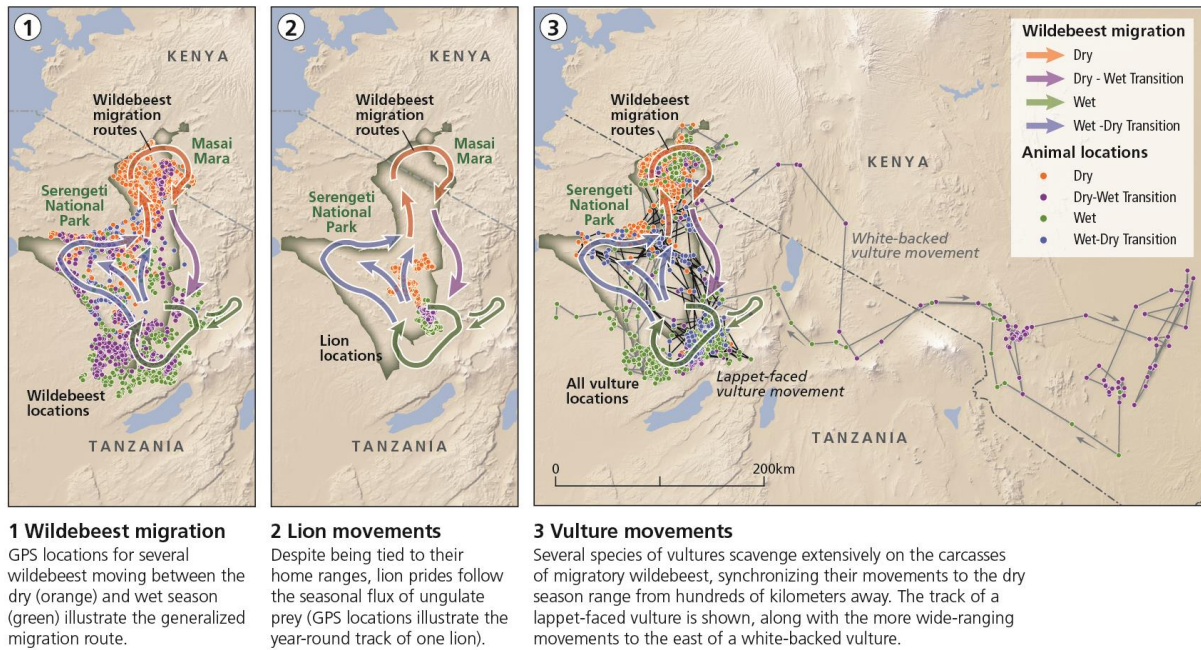 1
KENYA
Wildebeest
migration
routes
Masai
Mara
Serengeti
National
Park
Wildebeest
locations
TANZANIA
2
KENYA
Wildebeest
migration
routes
Masai
Mara
Serengeti
National
Park
Lion
locations
TANZANIA
3
Wildebeest
migration
routes
Masai
Mara
KENYA
Serengeti
National
Park
White-backed
vulture movement
All vulture
locations
Lappet-faced
vulture movement
TANZANIA
0
200km
Wildebeest migration
Dry
Dry - Wet Transition
Wet
Wet -Dry Transition
Animal locations
Dry
Dry-Wet Transition
Wet
Wet-Dry Transition
1 Wildebeest migration
GPS locations for several
wildebeest moving between the
dry (orange) and wet season
(green) illustrate the generalized
migration route.
2 Lion movements
Despite being tied to their
home ranges, lion prides follow
the seasonal flux of ungulate
prey (GPS locations illustrate the
year-round track of one lion).
3 Vulture movements
Several species of vultures scavenge extensively on the carcasses
of migratory wildebeest, synchronizing their movements to the dry
season range from hundreds of kilometers away. The track of a
lappet-faced vulture is shown, along with the more wide-ranging
movements to the east of a white-backed vulture.